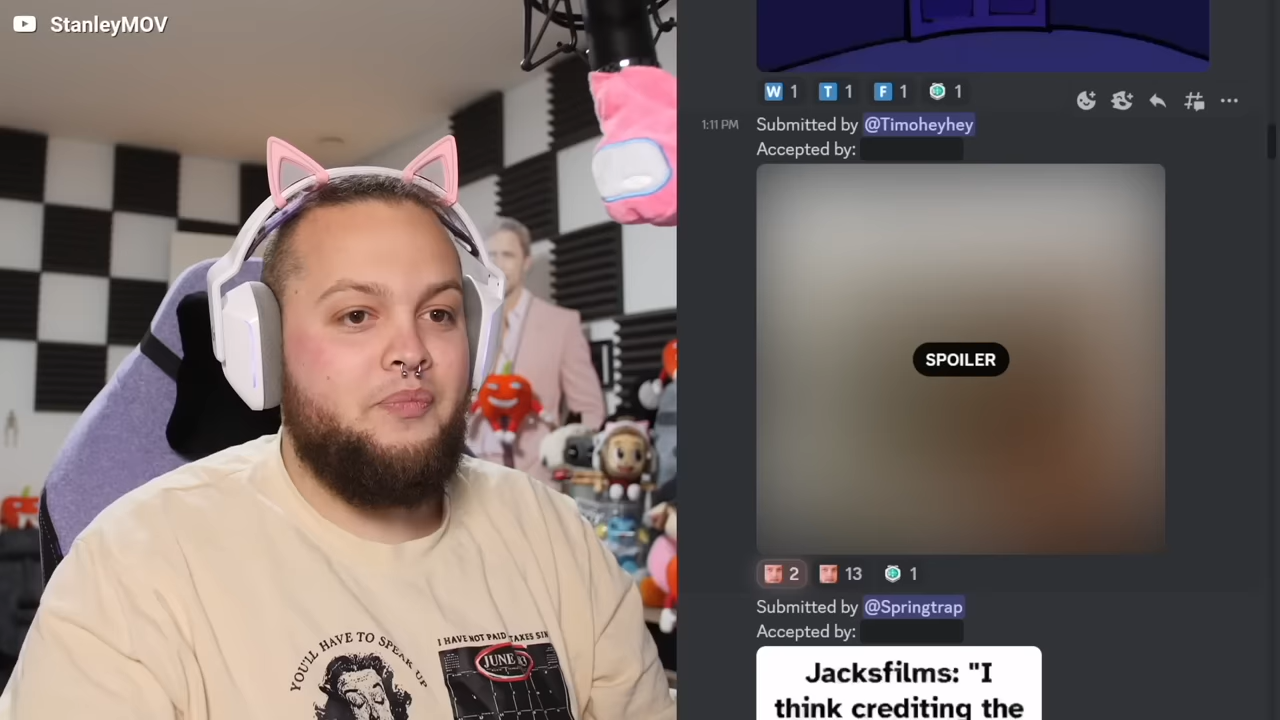 StanleyMOV
YOU'LL HAVE TO SPEAK UP
I HAVE NOT PAID TAXES SIN
JUNE
W 1 T 1 F 1 1
1:11 PM
Submitted by @Timoheyhey
Accepted by:
SPOILER
2 13 1
Submitted by @Springtrap
Accepted by:
Jacksfilms: "I
think crediting the